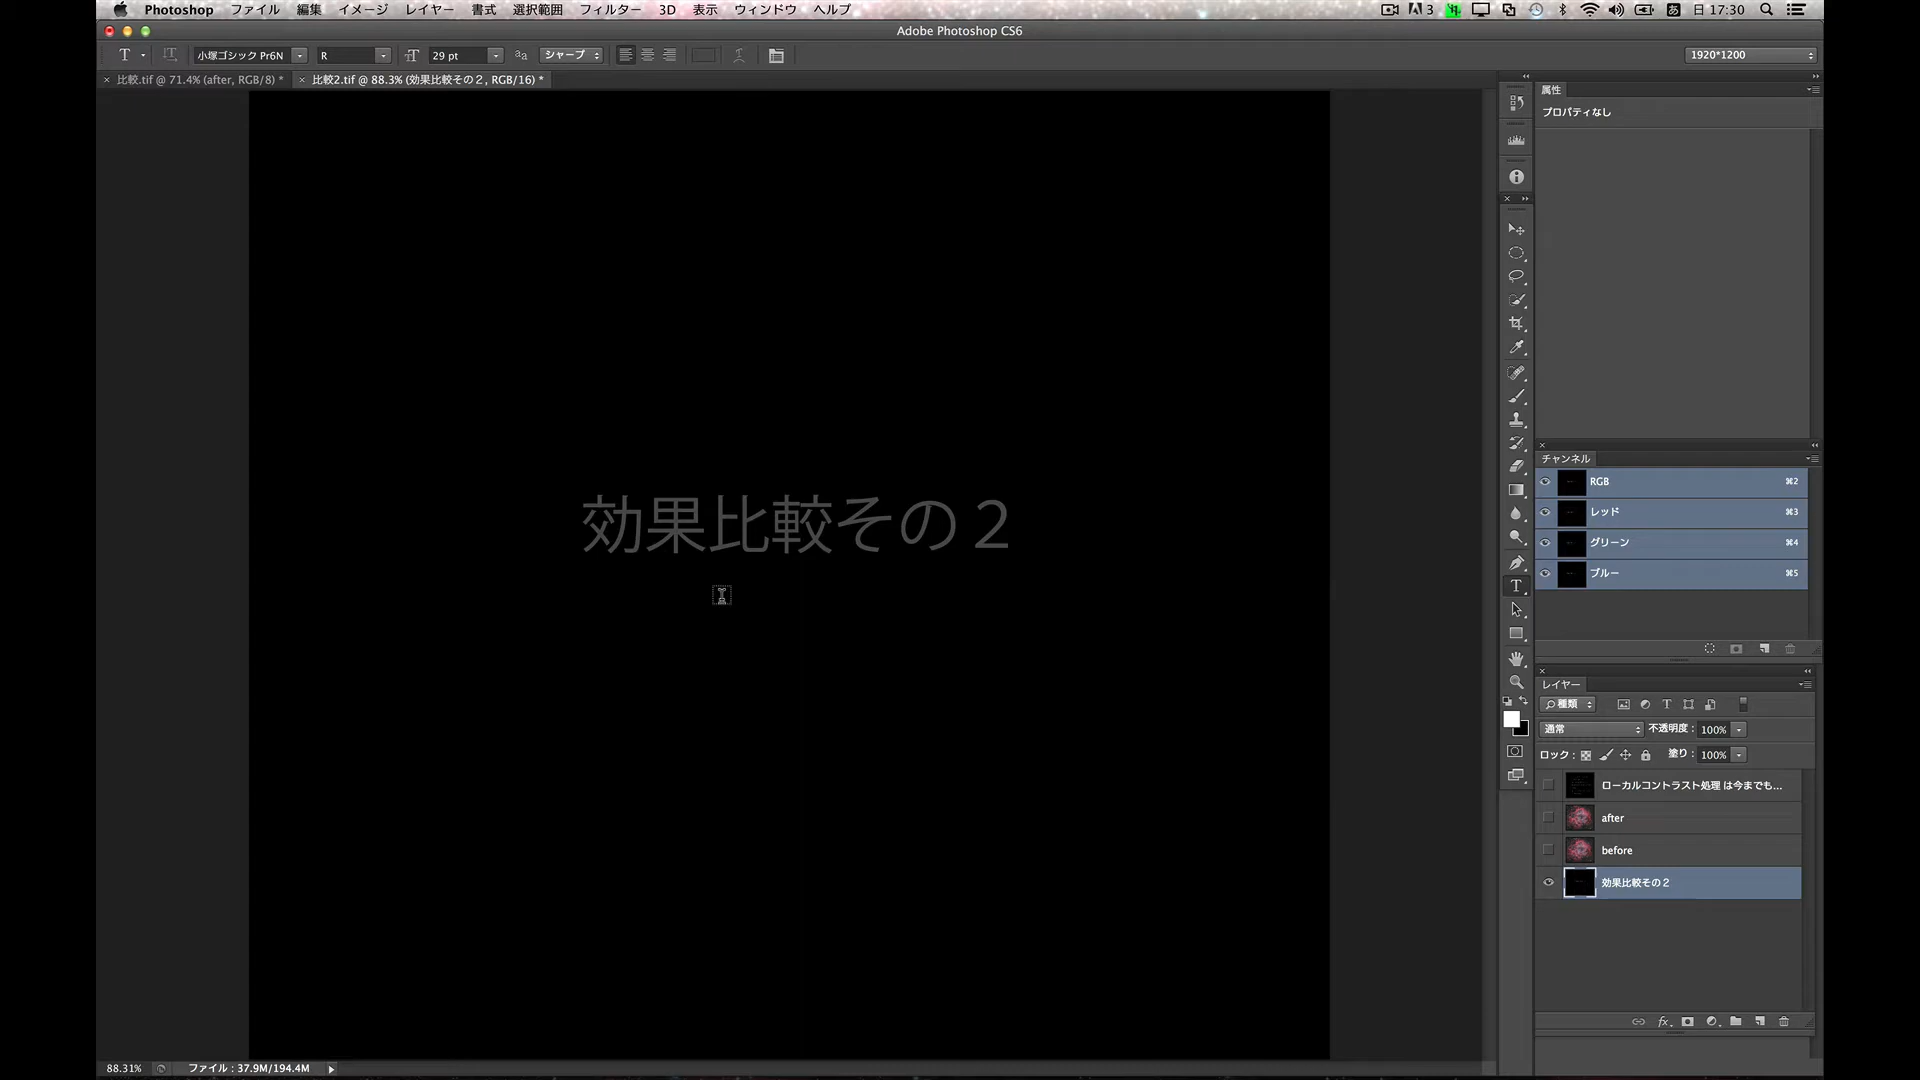 Photoshop ファイル 編集 イメージ レイヤー 書式 選択範囲 フィルター 3D 表示 ウィンドウ ヘルプ 3 あ 日 17:30
Adobe Photoshop CS6
T 小塚ゴシック Pr6N R 29 pt シャープ 1920*1200
比較.tif @ 71.4% (after, RGB/8) *
比較2.tif @ 88.3% (効果比較その２, RGB/16) *
属性
プロパティなし
効果比較その２
チャンネル
RGB ⌘2
レッド ⌘3
グリーン ⌘4
ブルー ⌘5
レイヤー
種類
通常 不透明度： 100%
ロック： 塗り： 100%
ローカルコントラスト処理 は今までも...
after
before
効果比較その２
fx
88.31% ファイル：37.9M/194.4M